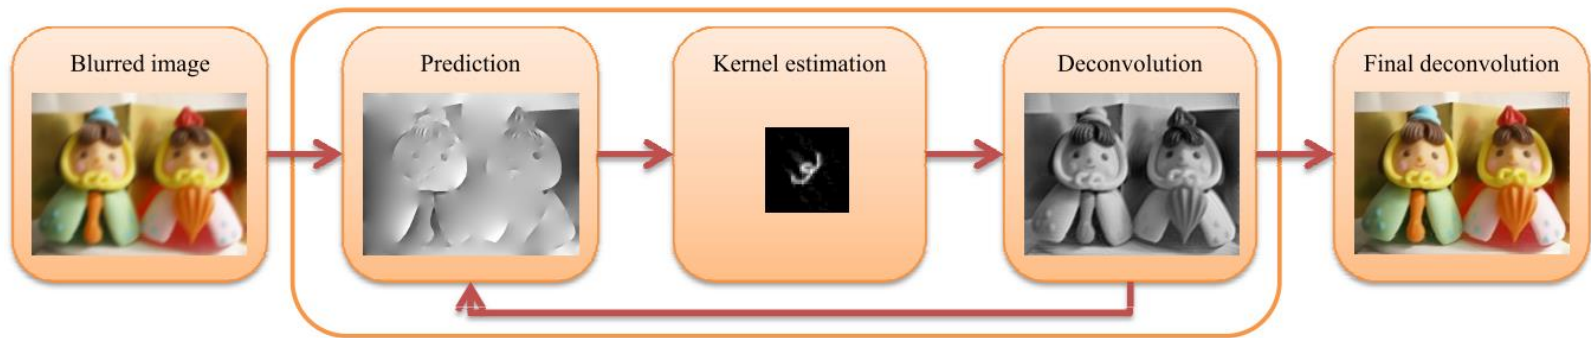 Blurred image
Prediction
Kernel estimation
Deconvolution
Final deconvolution